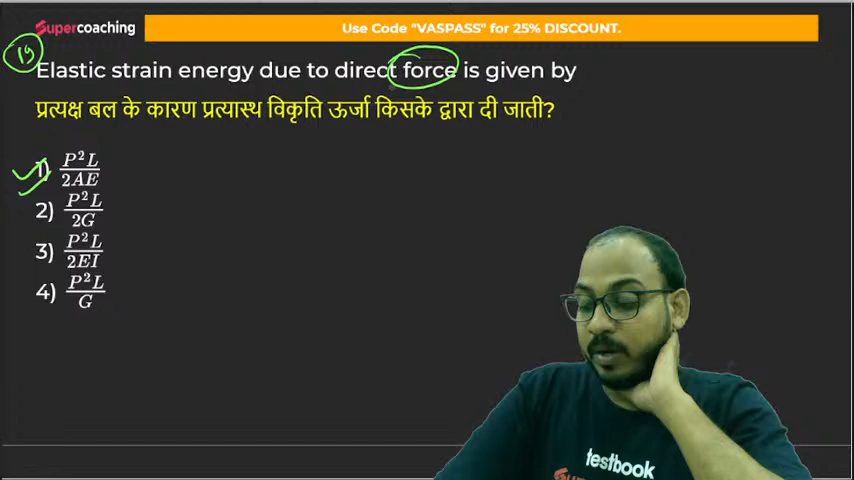 Supercoaching
Use Code "VASPASS" for 25% DISCOUNT.
19
Elastic strain energy due to direct force is given by
प्रत्यक्ष बल के कारण प्रत्यास्थ विकृति ऊर्जा किसके द्वारा दी जाती?
1) P²L/2AE
2) P²L/2G
3) P²L/2EI
4) P²L/G
testbook